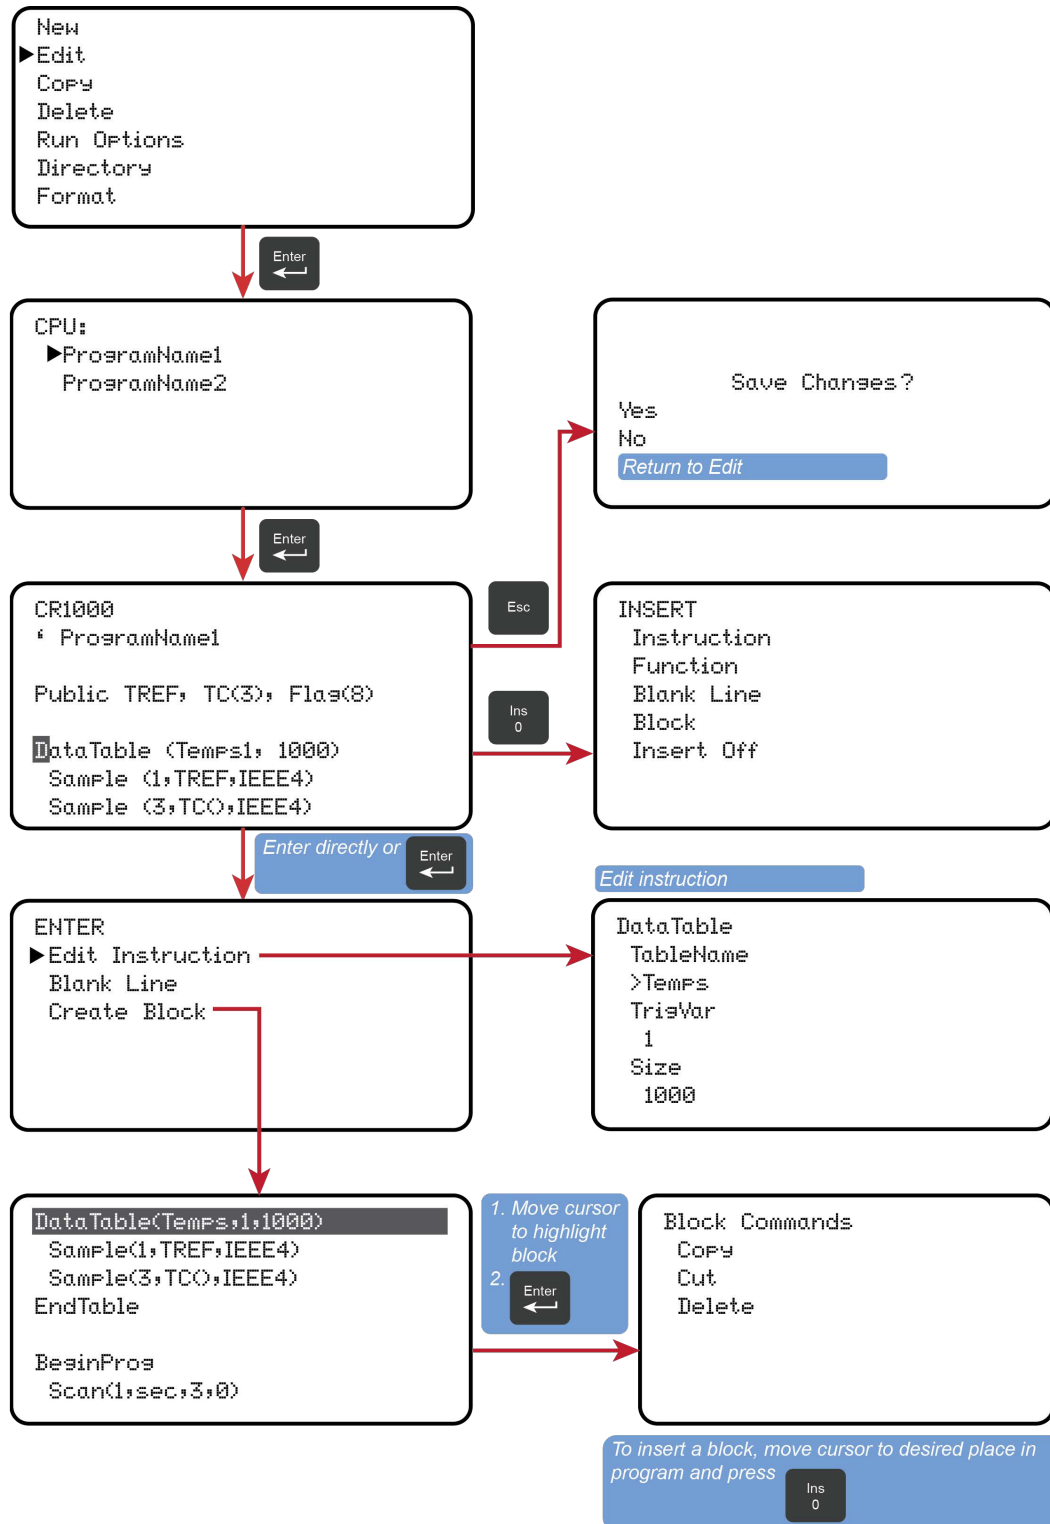 New
▶Edit
Copy
Delete
Run Options
Directory
Format
Enter
CPU:
▶ProgramName1
ProgramName2
Save Changes?
Yes
No
Return to Edit
Enter
CR1000
‘ ProgramName1
Public TREF, TC(3), Flag(8)
DataTable (Temps1, 1000)
Sample (1,TREF,IEEE4)
Sample (3,TC(),IEEE4)
Esc
Ins
0
INSERT
Instruction
Function
Blank Line
Block
Insert Off
Enter directly or
Enter
ENTER
▶Edit Instruction
Blank Line
Create Block
Edit instruction
DataTable
TableName
>Temps
TrigVar
1
Size
1000
DataTable(Temps,1,1000)
Sample(1,TREF,IEEE4)
Sample(3,TC(),IEEE4)
EndTable
BeginProg
Scan(1,sec,3,0)
1. Move cursor
to highlight
block
2.
Enter
Block Commands
Copy
Cut
Delete
To insert a block, move cursor to desired place in
program and press
Ins
0